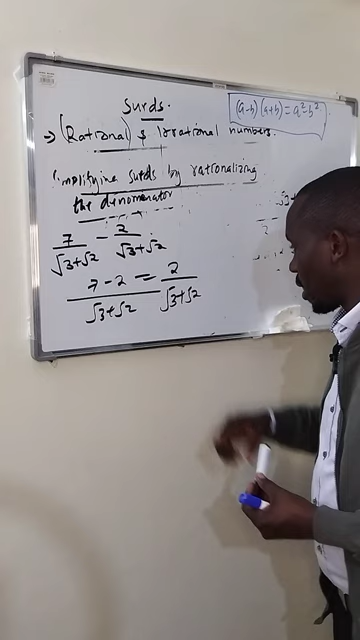 Surds.
(a-b)(a+b) = a²-b²
→ (Rational) & Irrational numbers.
Simplifying surds by rationalizing
the denominator
7/√3+√2 - 2/√3+√2
7-2/√3+√2 = 2/√3+√2